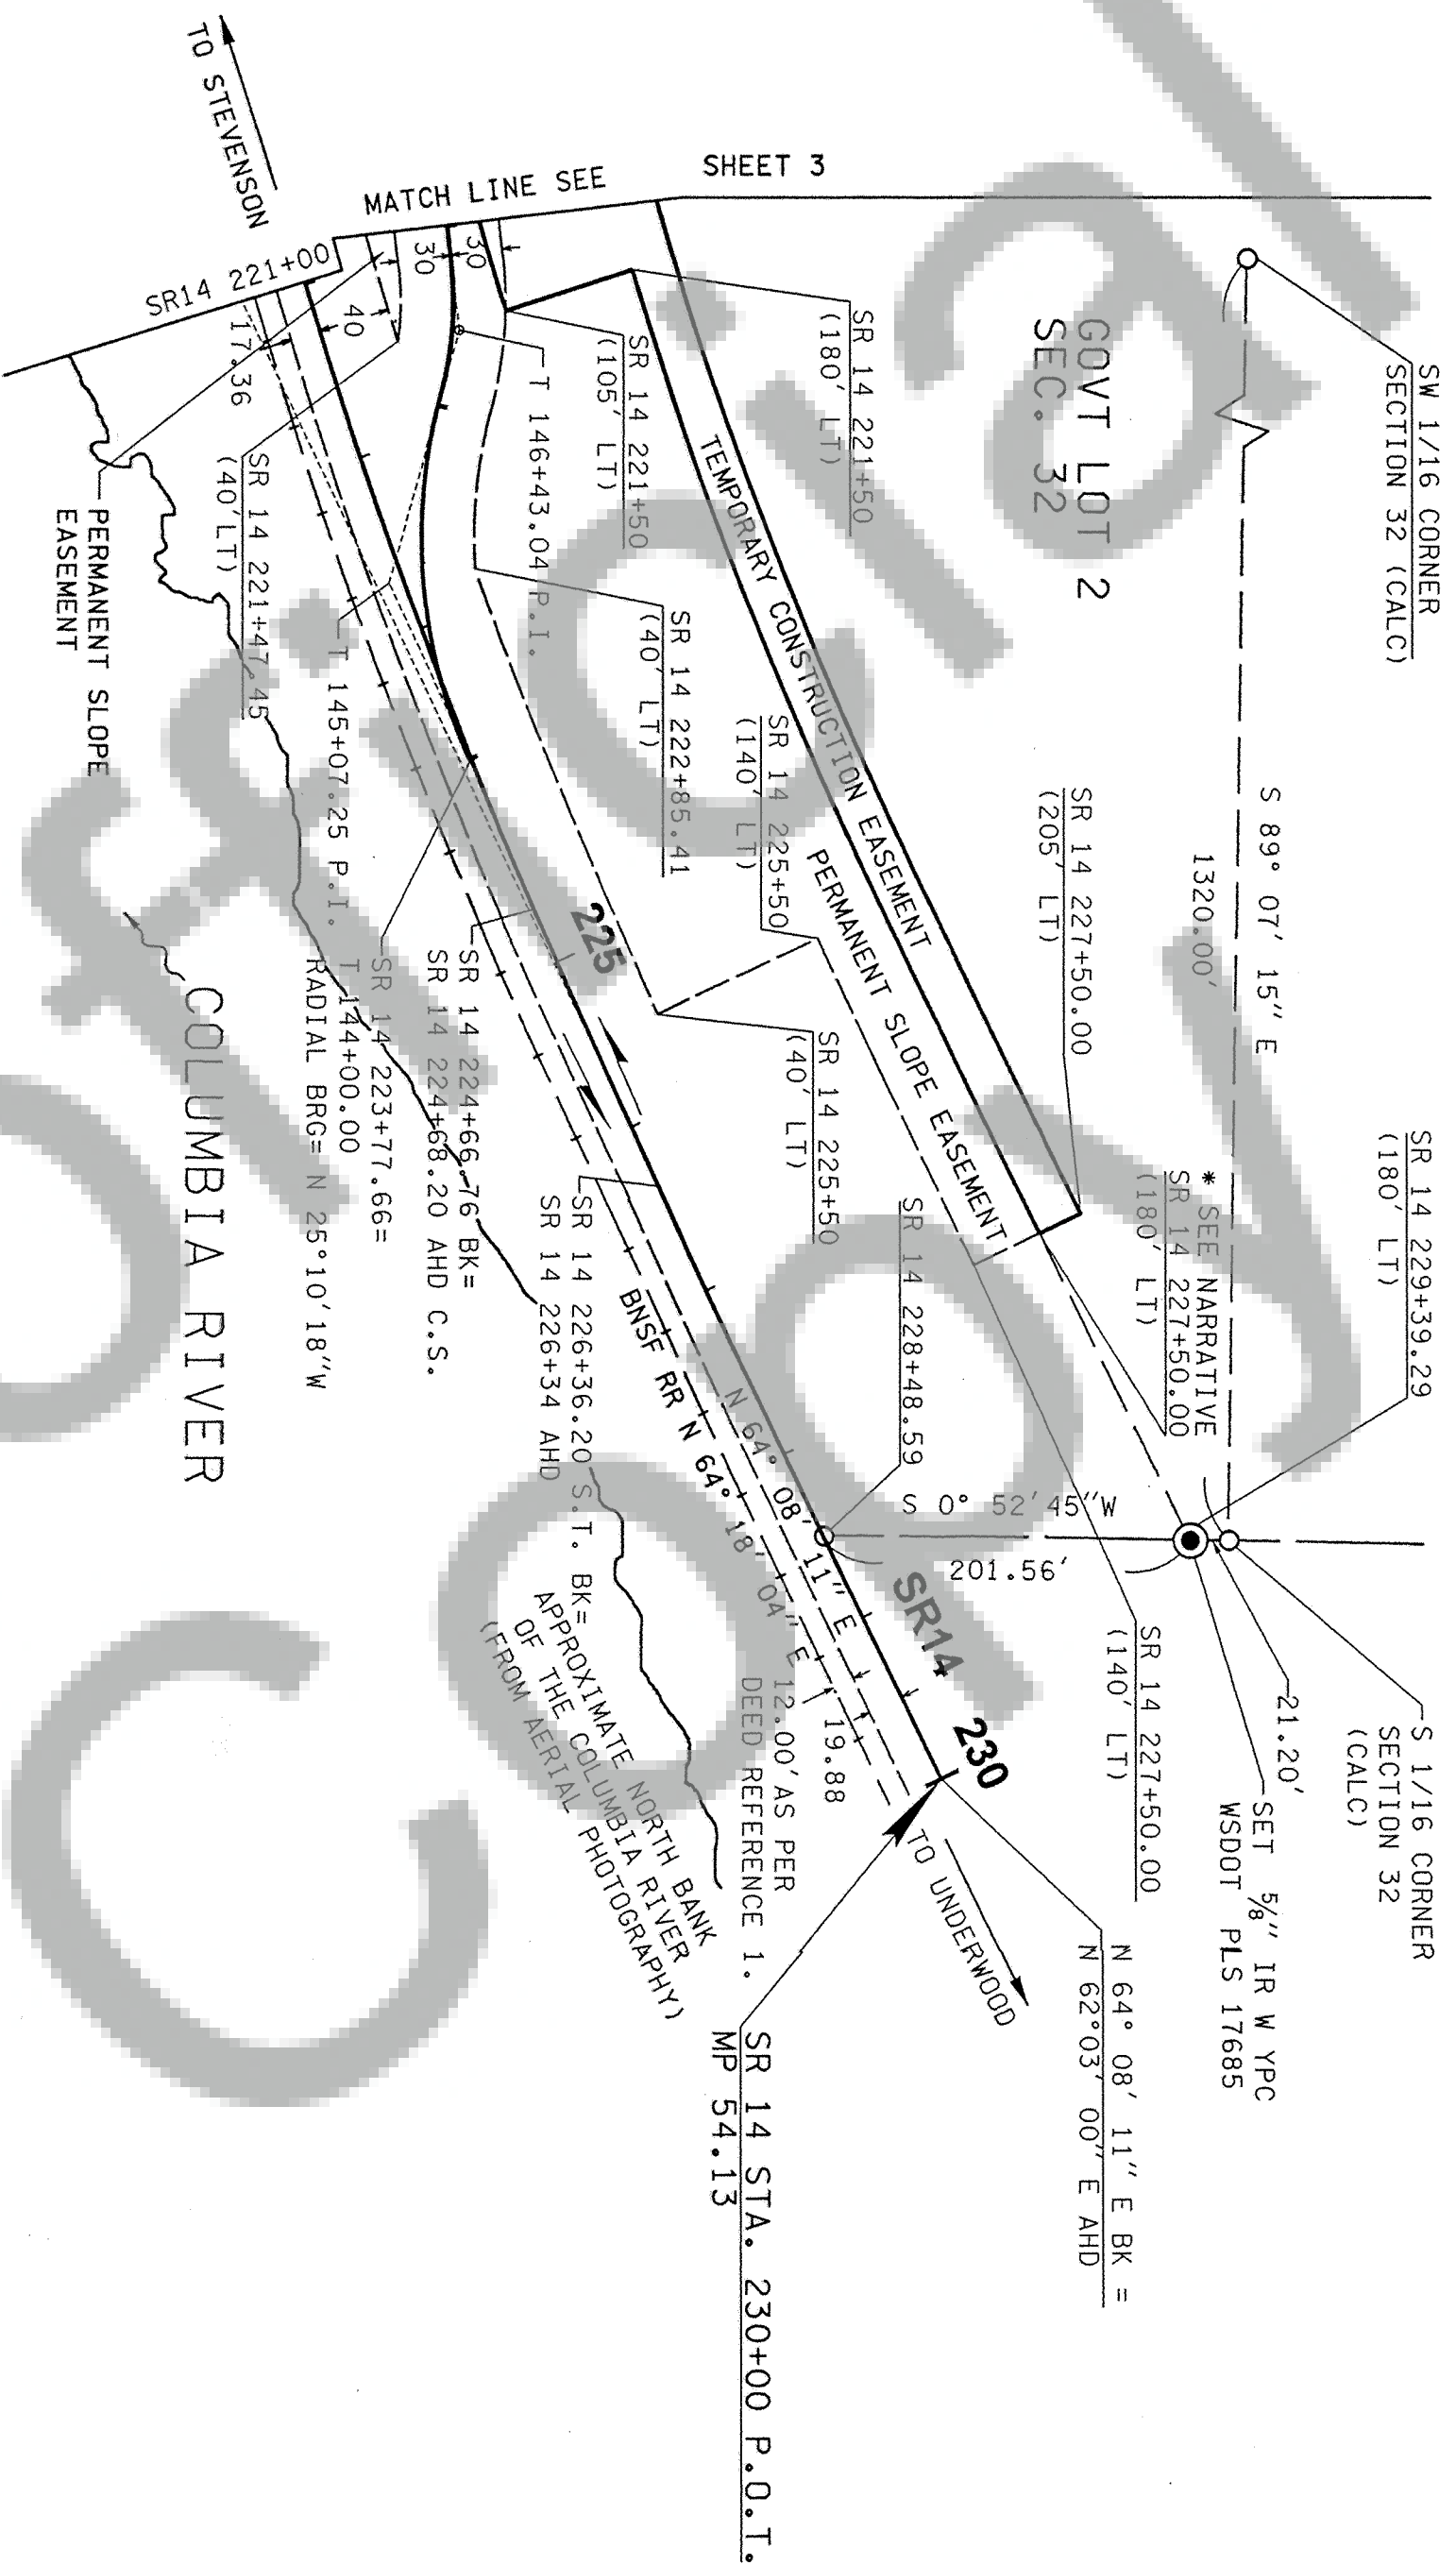 SW 1/16 CORNER
SECTION 32 (CALC)
S 89° 07' 15" E
1320.00'
SR 14 229+39.29
(180' LT)
S 1/16 CORNER
SECTION 32
(CALC)
21.20'
SET 5/8" IR W YPC
WSDOT PLS 17685
* SEE NARRATIVE
SR 14 227+50.00
(180' LT)
GOVT LOT 2
SEC. 32
SR 14 227+50.00
(205' LT)
N 64° 08' 11" E BK =
N 62°03' 00" E AHD
SR 14 227+50.00
(140' LT)
S 0° 52'45"W
201.56'
SR 14 228+48.59
SHEET 3
MATCH LINE SEE
SR 14 221+50
(180' LT)
SR 14 221+50
(105' LT)
TEMPORARY CONSTRUCTION EASEMENT
PERMANENT SLOPE EASEMENT
SR 14 225+50
(140' LT)
SR 14 225+50
(40' LT)
SR 14 222+85.41
(40' LT)
T 146+43.04 P.I.
30
30
40
17.36
TO STEVENSON
SR14 221+00
225
SR14
230
TO UNDERWOOD
N 64° 08' 11" E
BNSF RR N 64° 18' 04" E
19.88
12.00' AS PER
DEED REFERENCE 1.
SR 14 STA. 230+00 P.O.T.
MP 54.13
SR 14 226+36.20 S.T. BK=
SR 14 226+34 AHD
SR 14 224+66.76 BK=
SR 14 224+68.20 AHD C.S.
SR 14 223+77.66=
T 144+00.00
RADIAL BRG= N 25°10'18"W
T 145+07.25 P.I.
SR 14 221+47.45
(40'LT)
PERMANENT SLOPE
EASEMENT
COLUMBIA RIVER
APPROXIMATE NORTH BANK
OF THE COLUMBIA RIVER
(FROM AERIAL PHOTOGRAPHY)
Unofficial
Copy